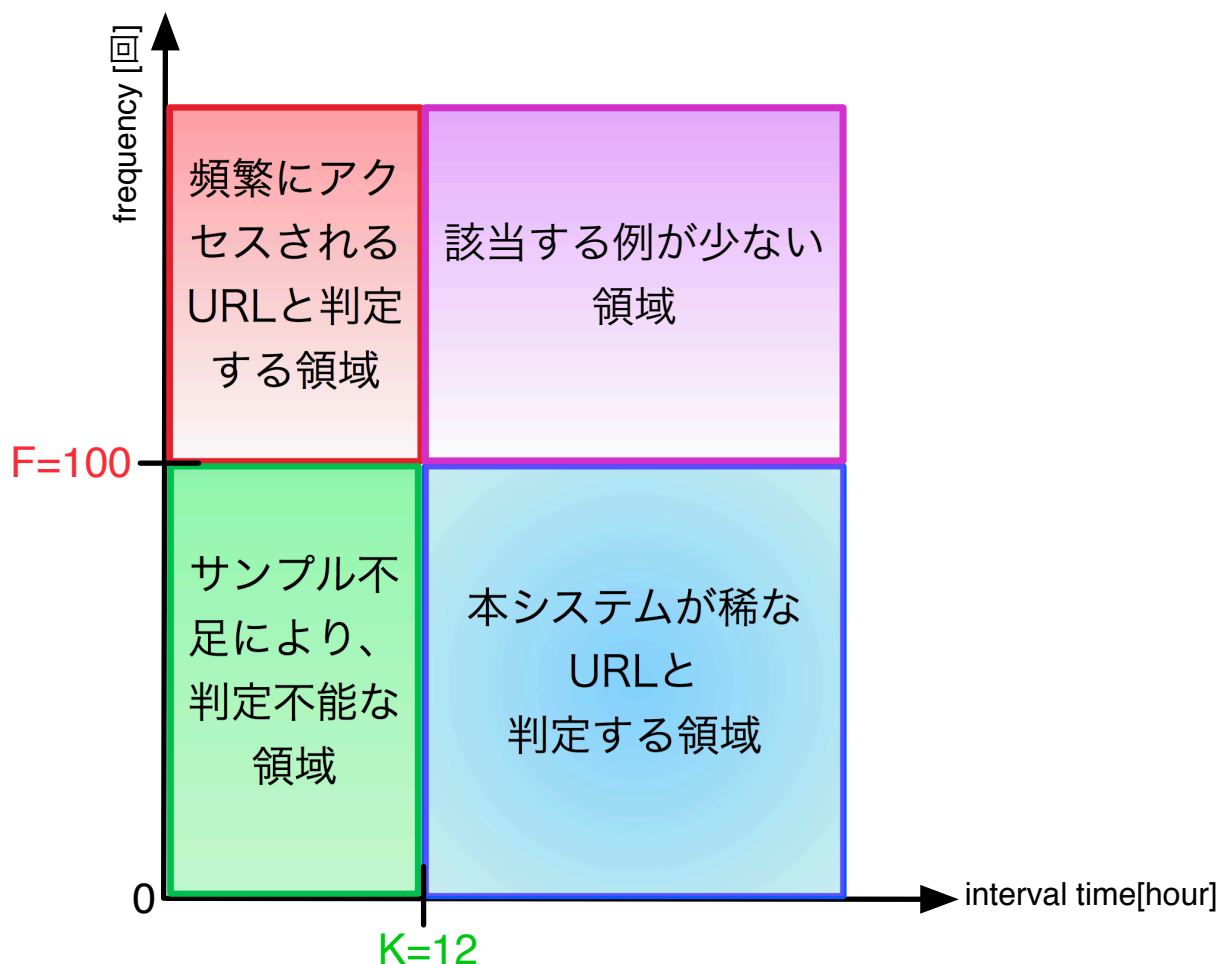 frequency [回]
頻繁にアク
セスされる
URLと判定
する領域
該当する例が少ない
領域
F=100
サンプル不
足により、
判定不能な
領域
本システムが稀な
URLと
判定する領域
0
interval time[hour]
K=12